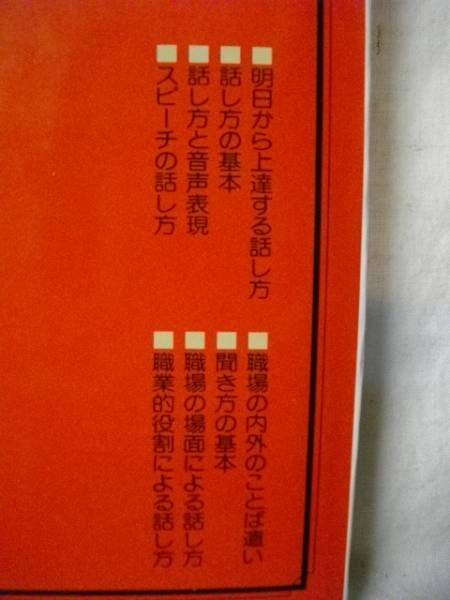 ■明日から上達する話し方
■話し方の基本
■話し方と音声表現
■スピーチの話し方
■職場の内外のことば遣い
■聞き方の基本
■職場の場面による話し方
■職業的役割による話し方